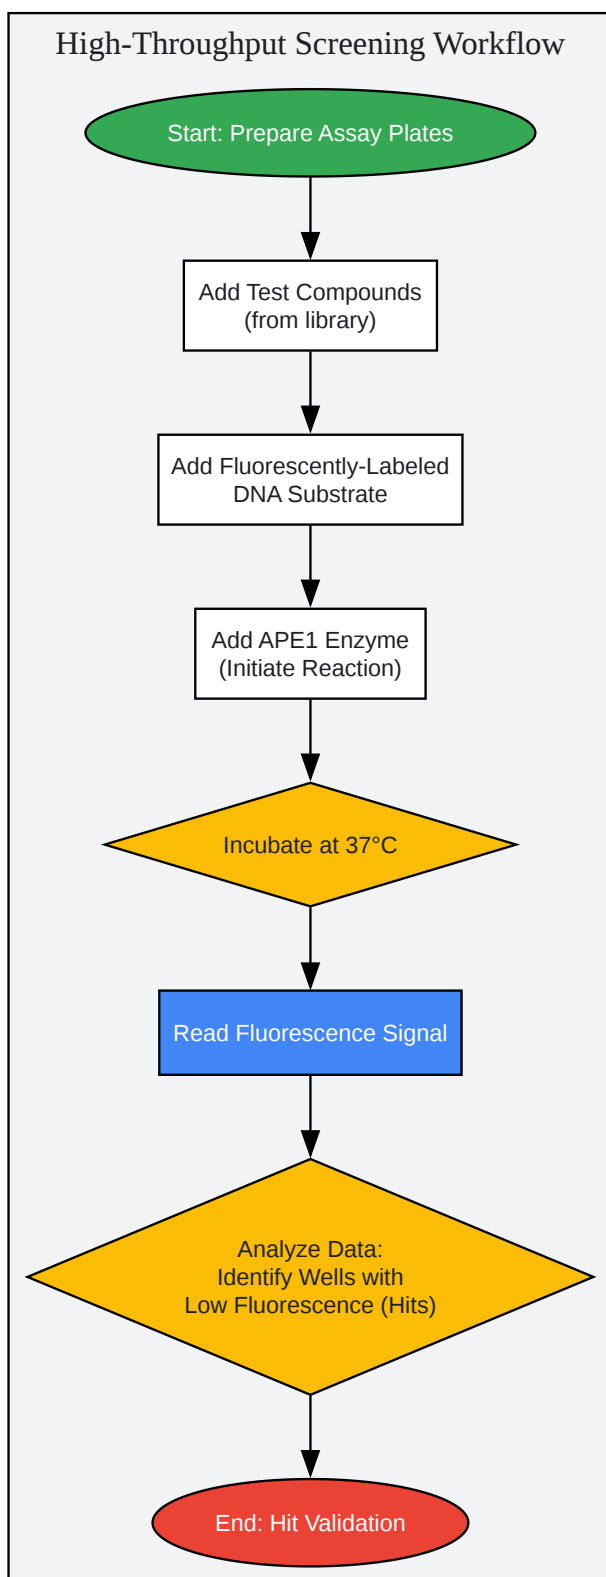 High-Throughput Screening Workflow
Start: Prepare Assay Plates
Add Test Compounds
(from library)
Add Fluorescently-Labeled
DNA Substrate
Add APE1 Enzyme
(Initiate Reaction)
Incubate at 37°C
Read Fluorescence Signal
Analyze Data:
Identify Wells with
Low Fluorescence (Hits)
End: Hit Validation